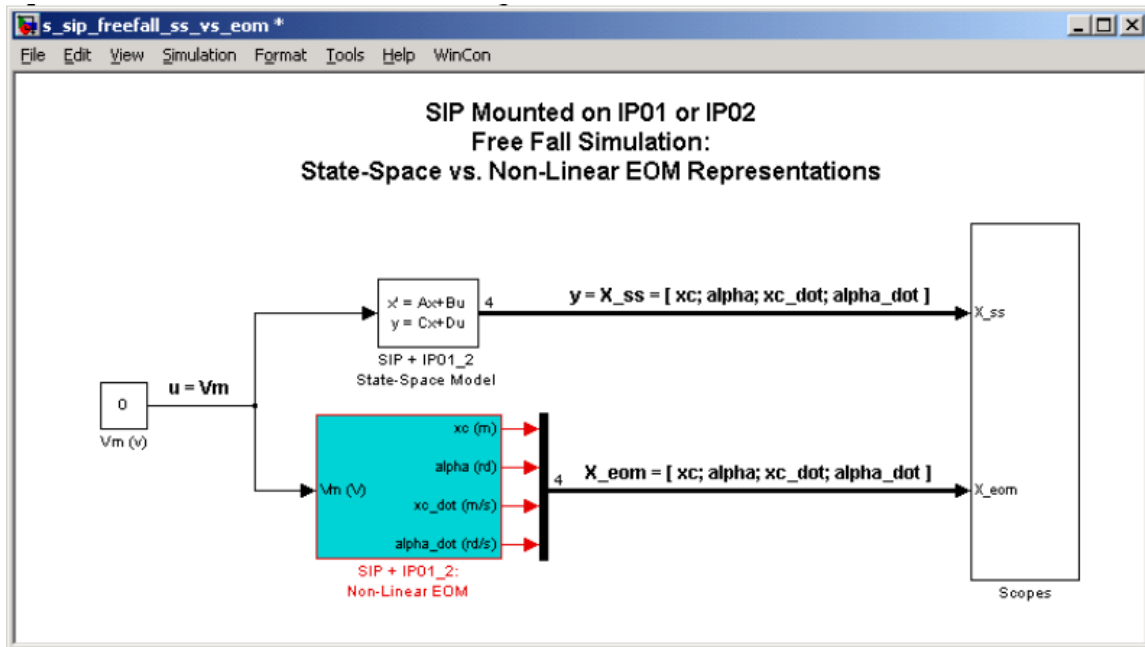 s_sip_freefall_ss_vs_eom *
File Edit View Simulation Format Tools Help WinCon
SIP Mounted on IP01 or IP02
Free Fall Simulation:
State-Space vs. Non-Linear EOM Representations
x' = Ax+Bu
y = Cx+Du
4
y = X_ss = [ xc; alpha; xc_dot; alpha_dot ]
X_ss
SIP + IP01_2
State-Space Model
0
u = Vm
Vm (v)
Vm (V)
xc (m)
alpha (rd)
xc_dot (m/s)
alpha_dot (rd/s)
4
X_eom = [ xc; alpha; xc_dot; alpha_dot ]
X_eom
SIP + IP01_2:
Non-Linear EOM
Scopes